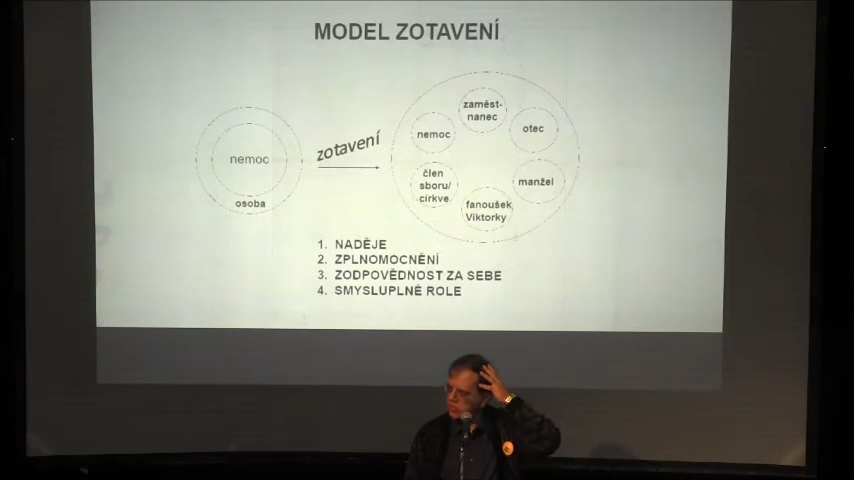 MODEL ZOTAVENÍ
nemoc
osoba
zotavení
zaměst-
nanec
nemoc
otec
člen
sboru/
církve
manžel
fanoušek
Viktorky
1. NADĚJE
2. ZPLNOMOCNĚNÍ
3. ZODPOVĚDNOST ZA SEBE
4. SMYSLUPLNÉ ROLE